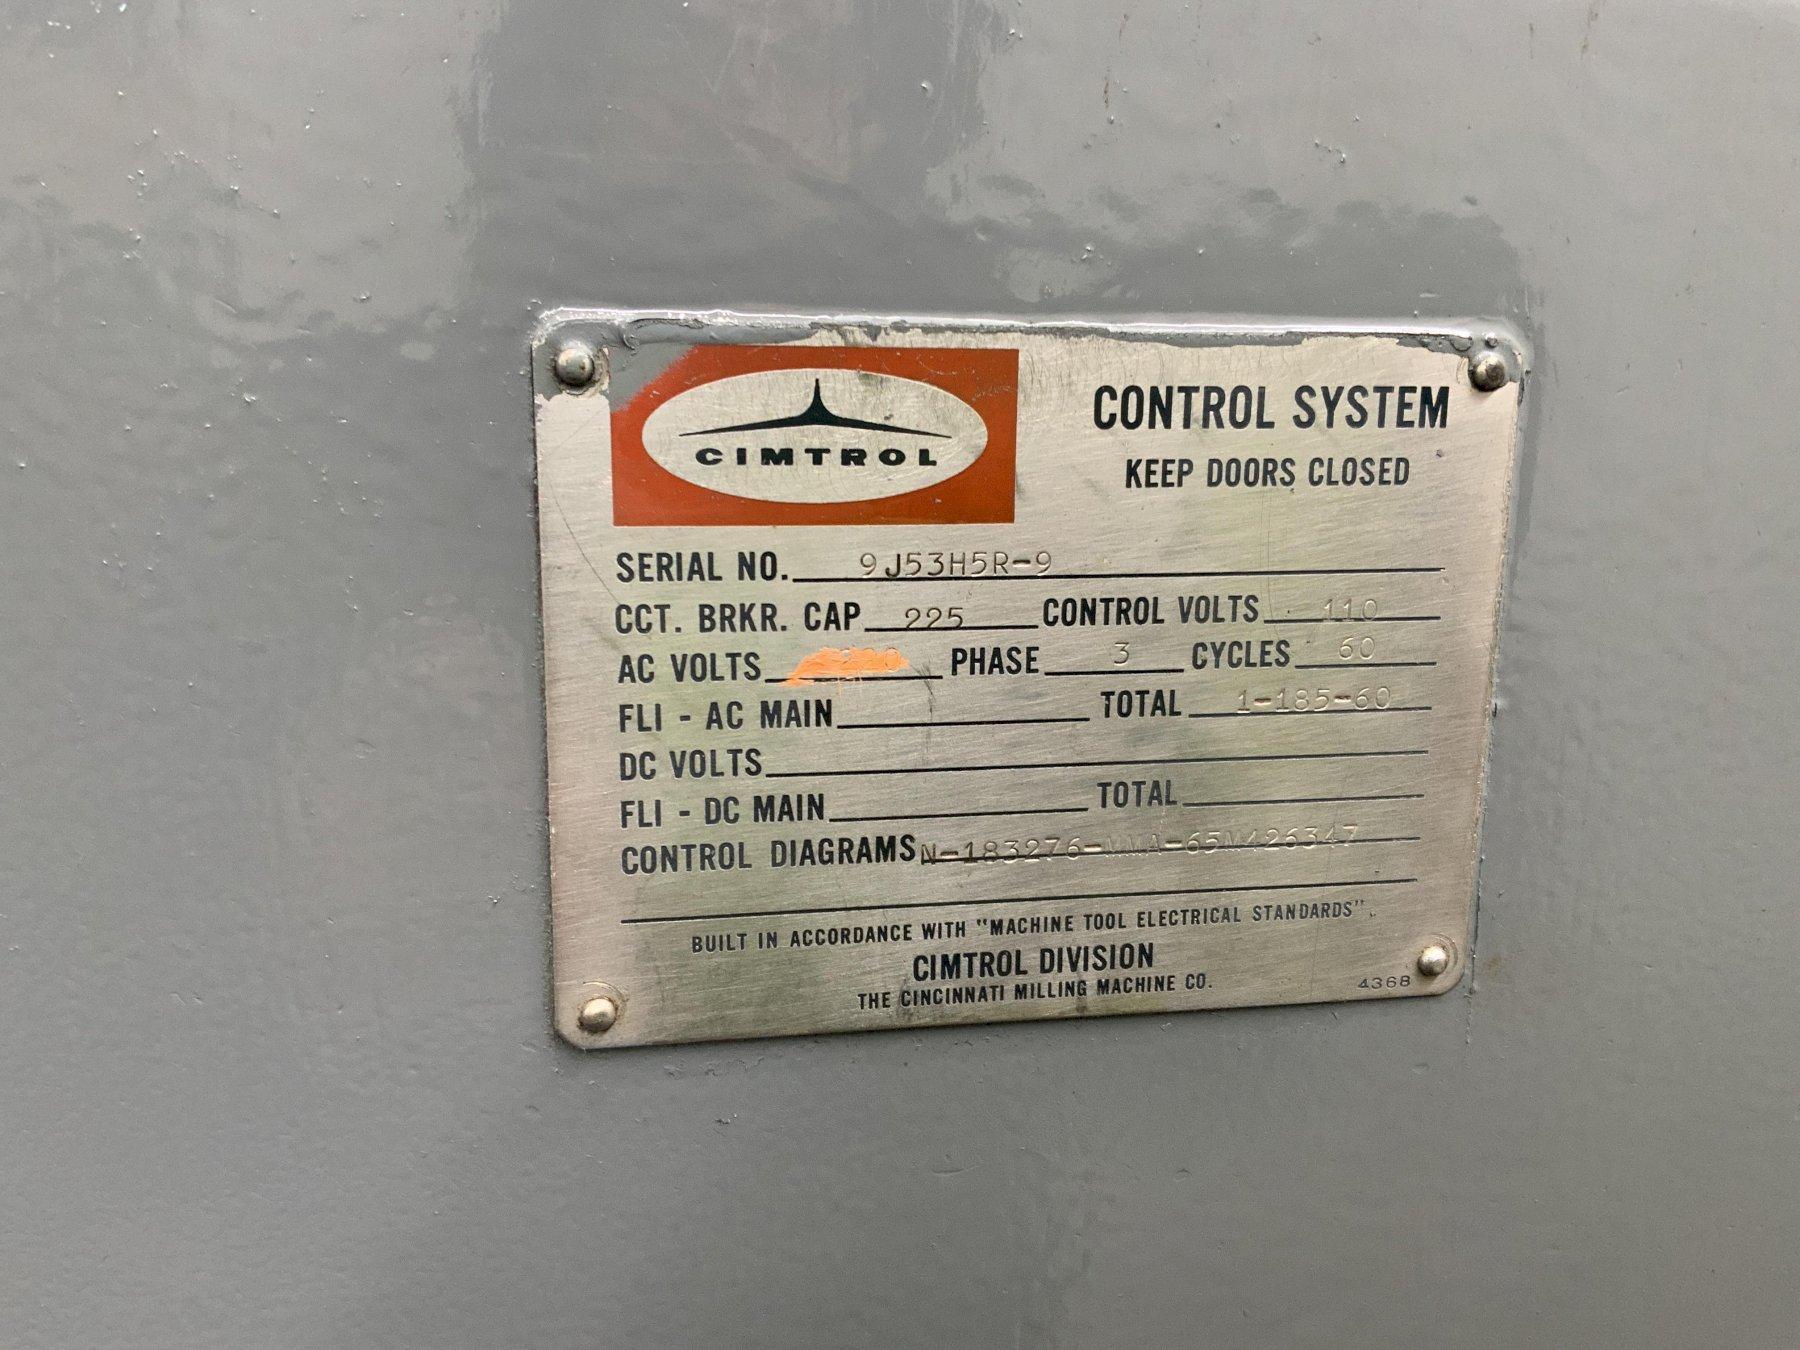 CIMTROL
CONTROL SYSTEM
KEEP DOORS CLOSED
SERIAL NO. 9J53H5R-9
CCT. BRKR. CAP 225 CONTROL VOLTS 110
AC VOLTS PHASE 3 CYCLES 60
FLI - AC MAIN TOTAL 1-185-60
DC VOLTS
FLI - DC MAIN TOTAL
CONTROL DIAGRAMS
BUILT IN ACCORDANCE WITH "MACHINE TOOL ELECTRICAL STANDARDS".
CIMTROL DIVISION
THE CINCINNATI MILLING MACHINE CO.
4368